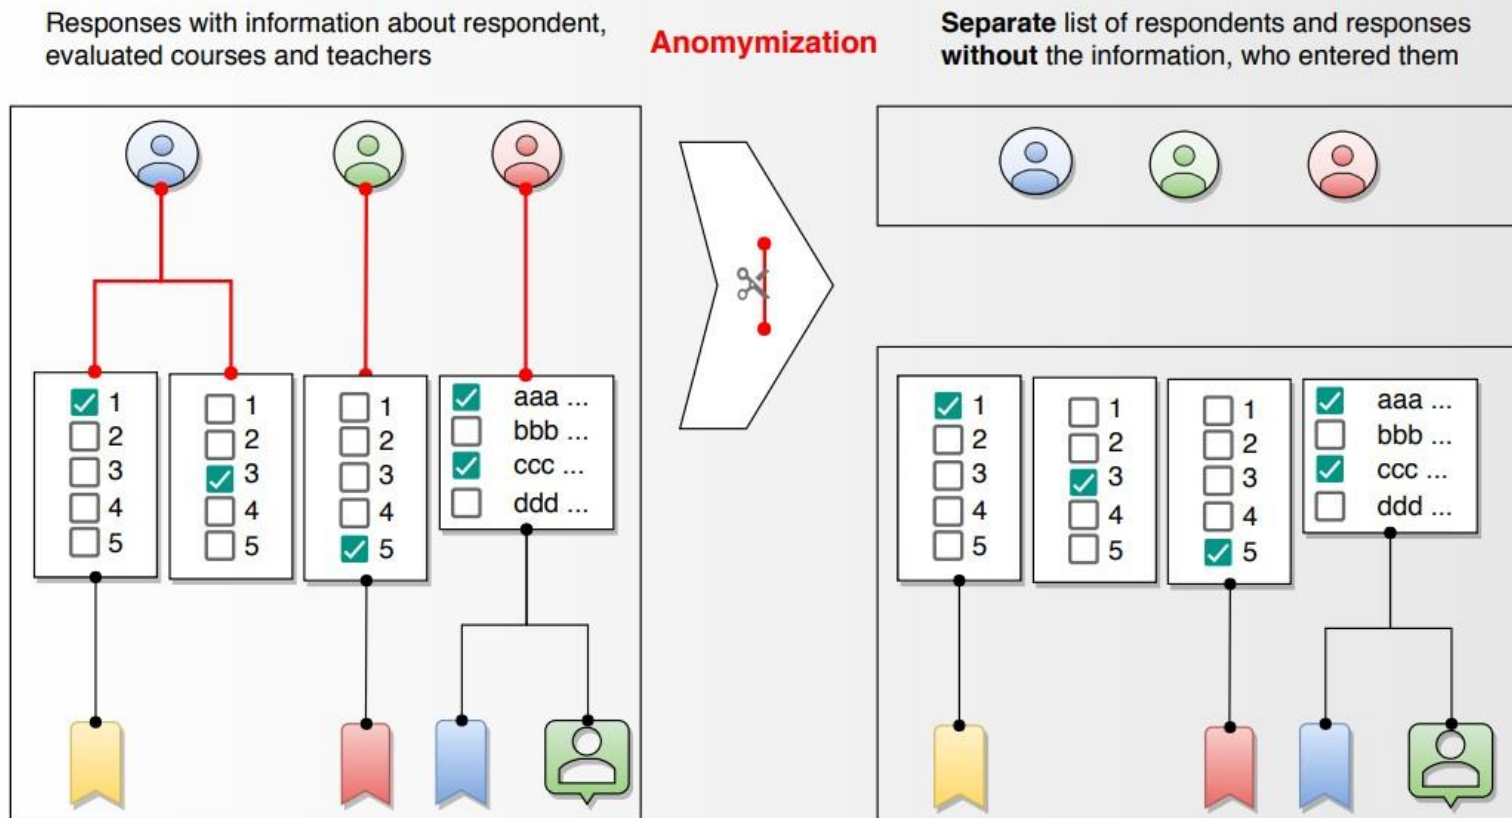 Responses with information about respondent,
evaluated courses and teachers
Anomymization
Separate list of respondents and responses
without the information, who entered them
1
2
3
4
5
1
2
3
4
5
1
2
3
4
5
aaa ...
bbb ...
ccc ...
ddd ...
1
2
3
4
5
1
2
3
4
5
1
2
3
4
5
aaa ...
bbb ...
ccc ...
ddd ...